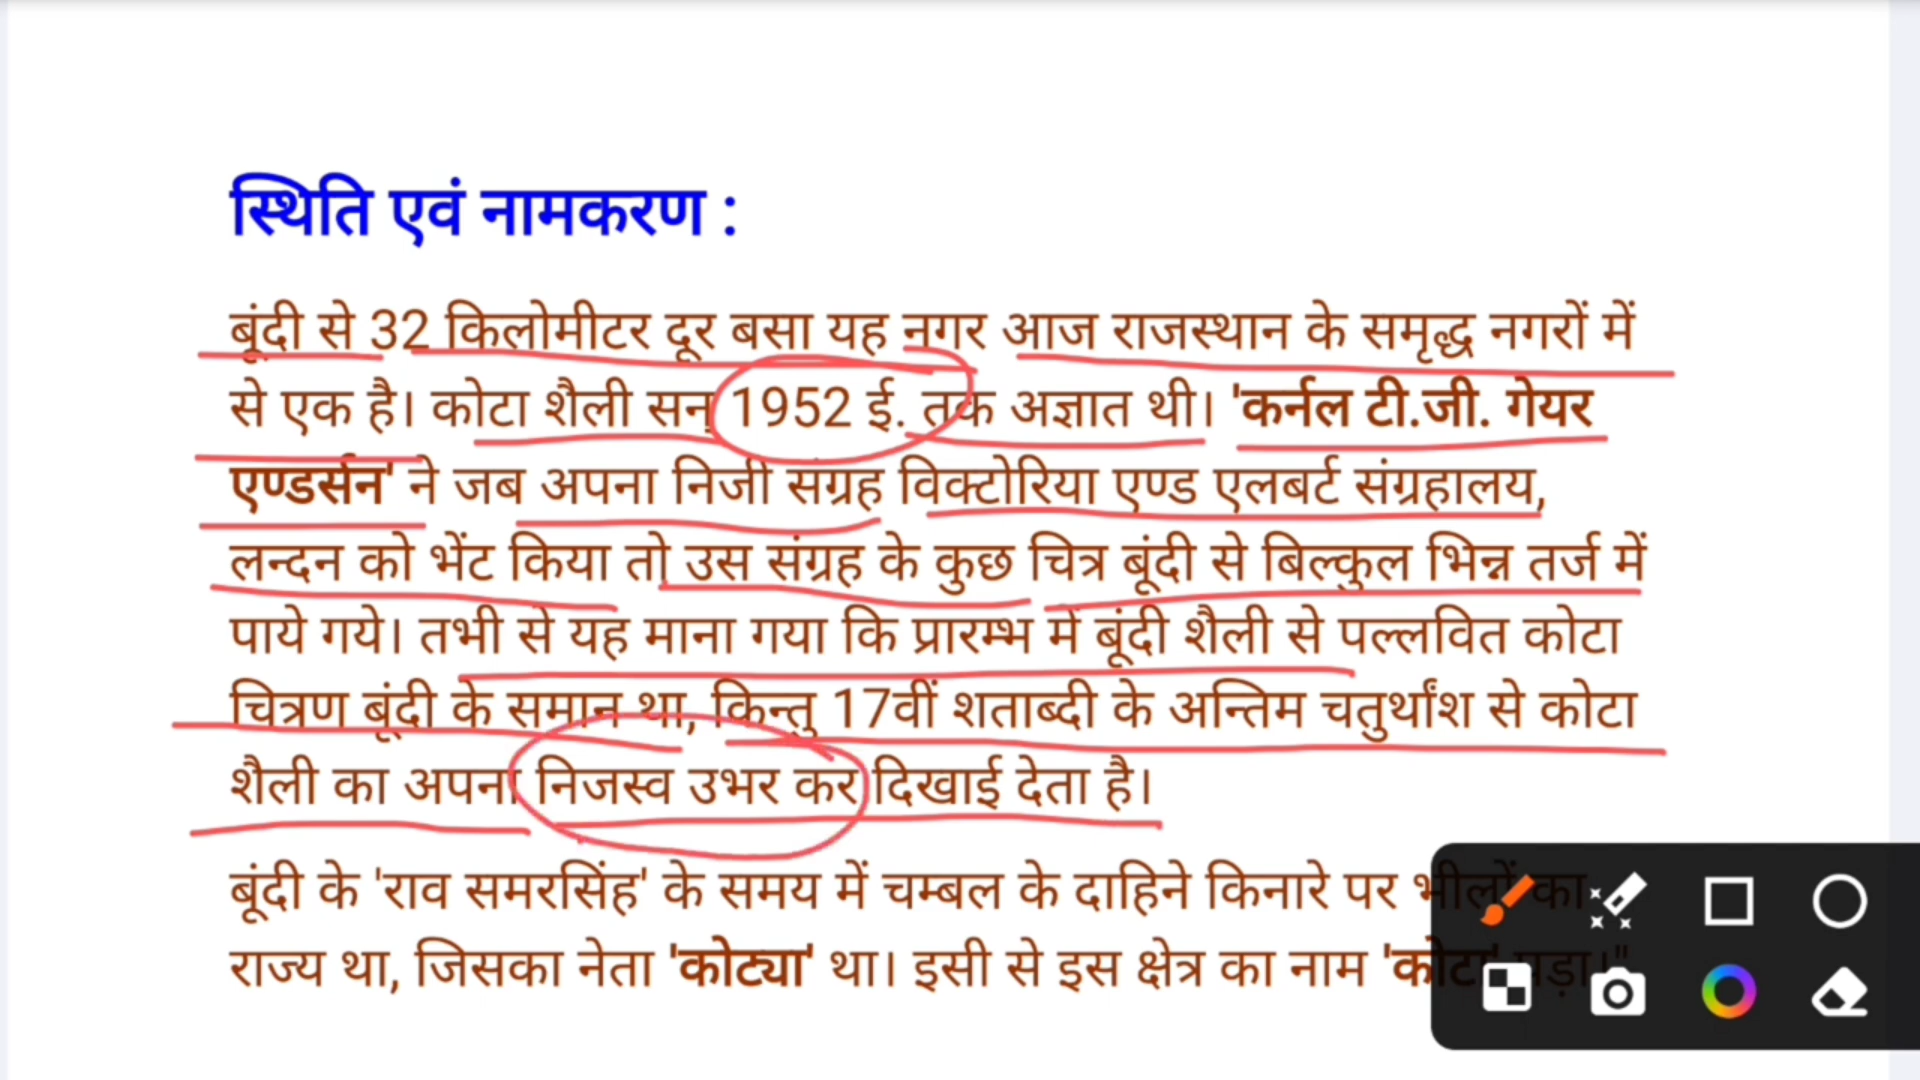 स्थिति एवं नामकरण :
बूंदी से 32 किलोमीटर दूर बसा यह नगर आज राजस्थान के समृद्ध नगरों में
से एक है। कोटा शैली सन् 1952 ई. तक अज्ञात थी। 'कर्नल टी.जी. गेयर
एण्डर्सन' ने जब अपना निजी संग्रह विक्टोरिया एण्ड एलबर्ट संग्रहालय,
लन्दन को भेंट किया तो उस संग्रह के कुछ चित्र बूंदी से बिल्कुल भिन्न तर्ज में
पाये गये। तभी से यह माना गया कि प्रारम्भ में बूंदी शैली से पल्लवित कोटा
चित्रण बूंदी के समान था, किन्तु 17वीं शताब्दी के अन्तिम चतुर्थांश से कोटा
शैली का अपना निजस्व उभर कर दिखाई देता है।
बूंदी के 'राव समरसिंह' के समय में चम्बल के दाहिने किनारे पर भीलों का
राज्य था, जिसका नेता 'कोट्या' था। इसी से इस क्षेत्र का नाम 'कोटा' पड़ा।"